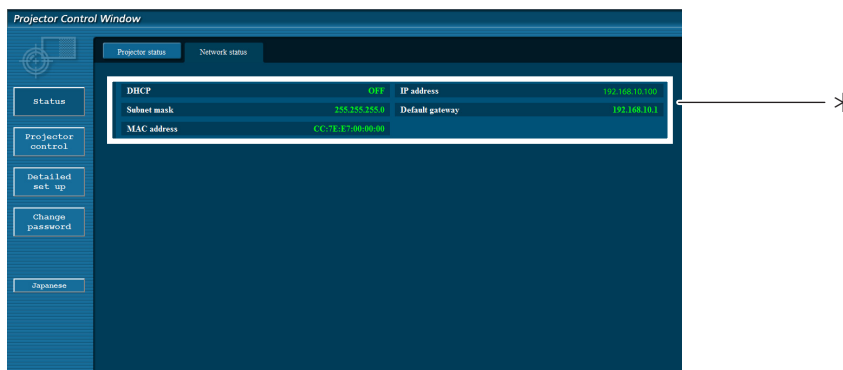 Projector Control Window
Projector status
Network status
DHCP OFF IP address 192.168.10.100
Subnet mask 255.255.255.0 Default gateway 192.168.10.1
MAC address CC:7E:E7:00:00:00
Status
Projector
control
Detailed
set up
Change
password
Japanese